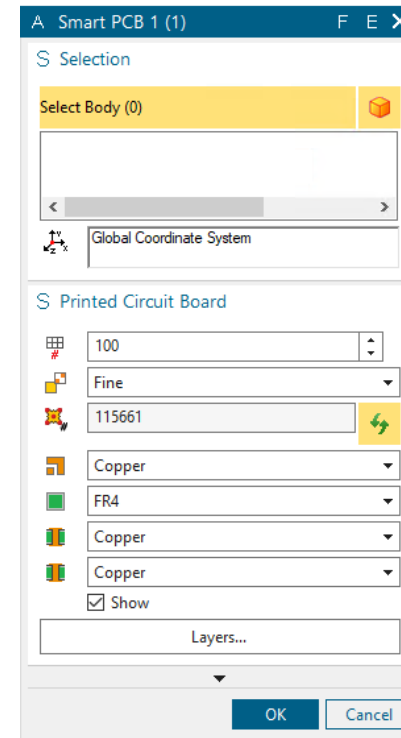 A Smart PCB 1 (1) F E X
S Selection
Select Body (0)
Global Coordinate System
S Printed Circuit Board
100
Fine
115661
Copper
FR4
Copper
Copper
Show
Layers...
OK Cancel